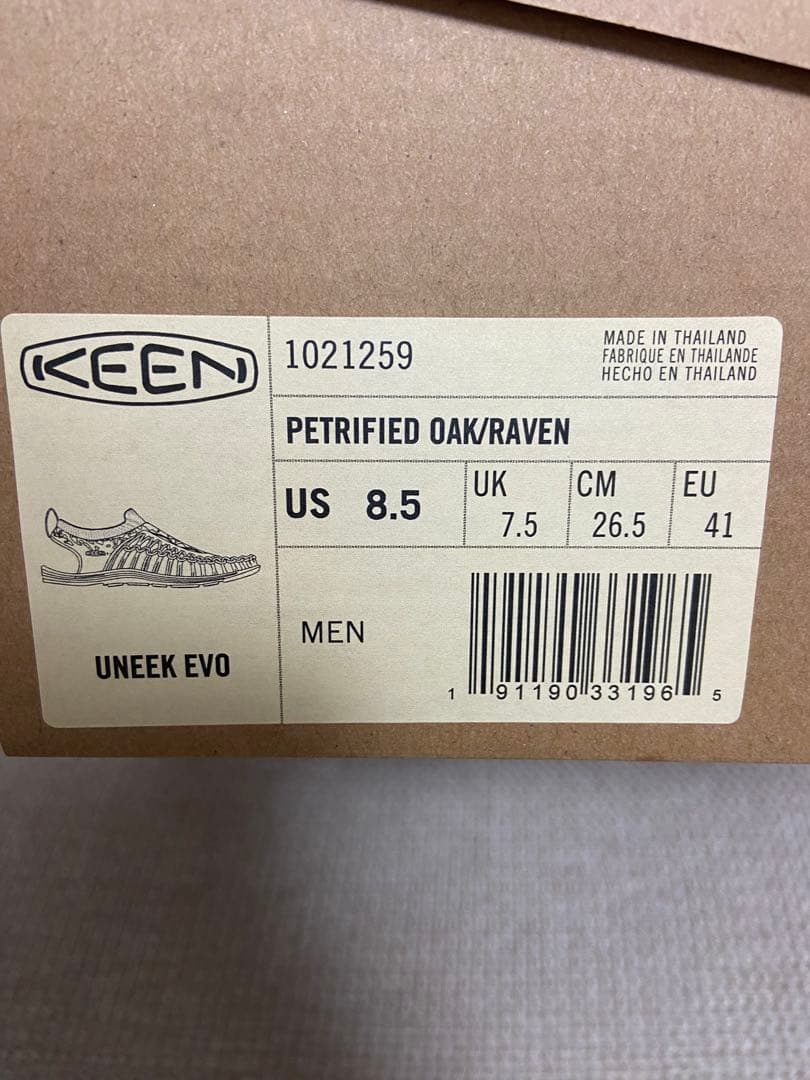 KEEN
1021259
MADE IN THAILAND
FABRIQUE EN THAILANDE
HECHO EN THAILAND
PETRIFIED OAK/RAVEN
US 8.5
UK 7.5
CM 26.5
EU 41
MEN
UNEEK EVO
1 91190 33196 5